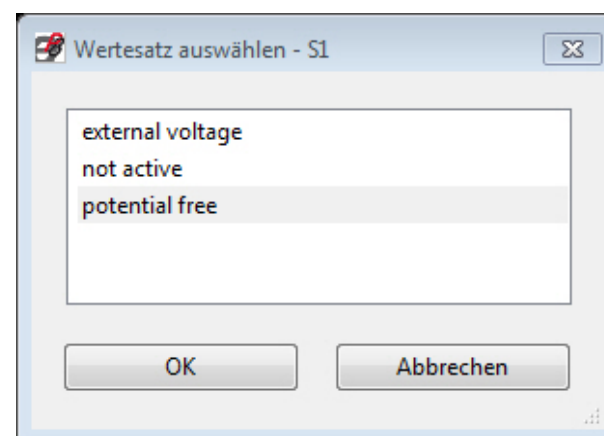 Wertesatz auswählen - S1
external voltage
not active
potential free
OK
Abbrechen